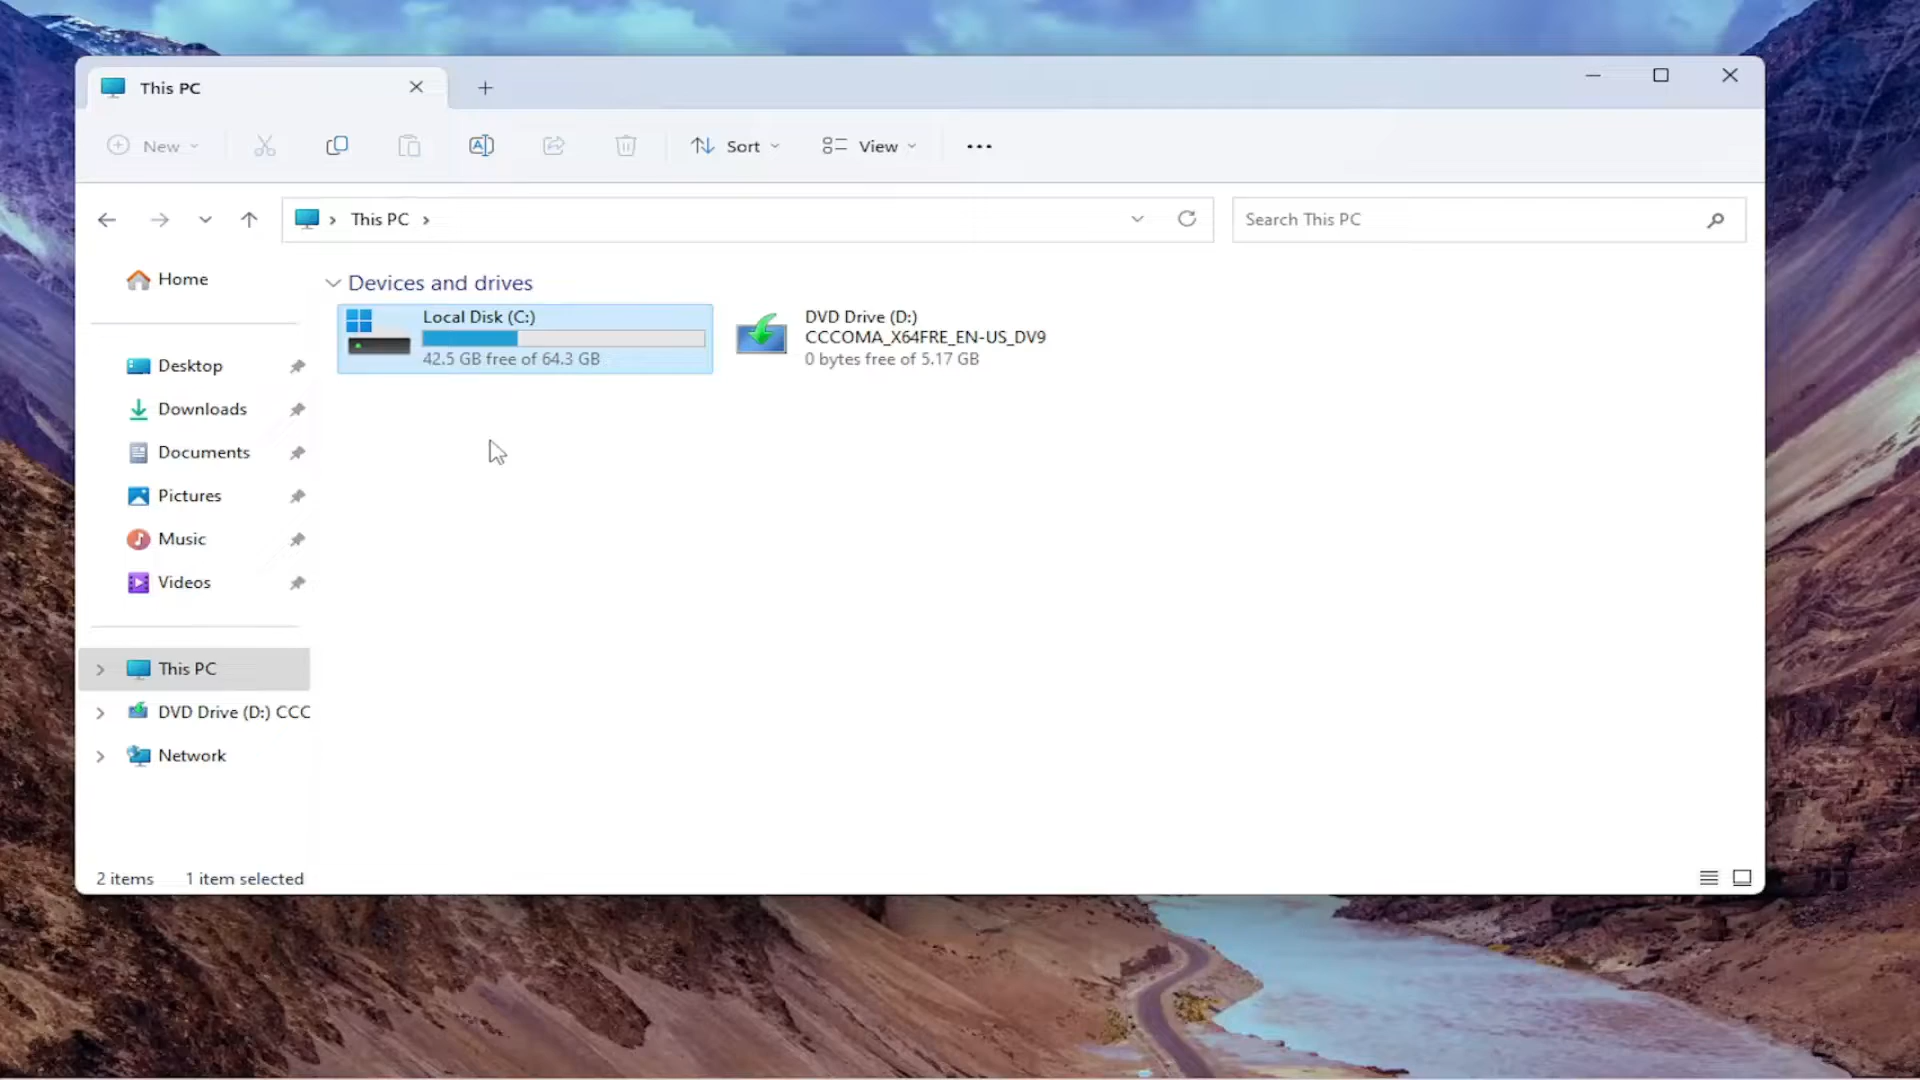 This PC
New
Sort
View
This PC
Search This PC
Home
Desktop
Downloads
Documents
Pictures
Music
Videos
This PC
DVD Drive (D:) CCC
Network
Devices and drives
Local Disk (C:)
42.5 GB free of 64.3 GB
DVD Drive (D:)
CCCOMA_X64FRE_EN-US_DV9
0 bytes free of 5.17 GB
2 items
1 item selected